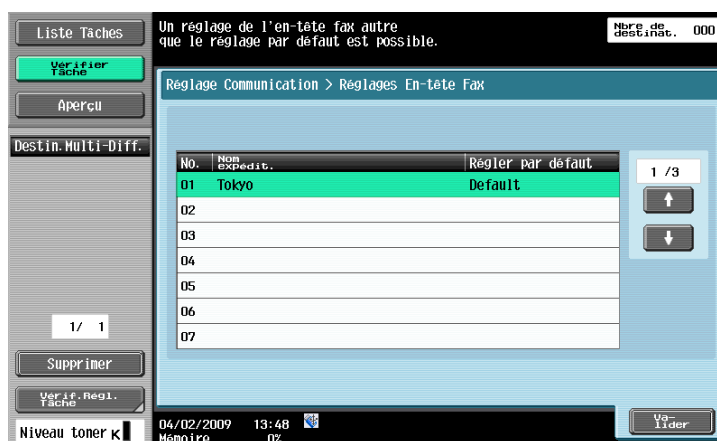 Liste Tâches
Vérifier
Tâche
Aperçu
Destin.Multi-Diff.
1/ 1
Supprimer
Vérif.Régl.
Tâche
Niveau toner K
Un réglage de l'en-tête fax autre
que le réglage par défaut est possible.
Nbre de
destinat. 000
Réglage Communication > Réglages En-tête Fax
No. Nom
expédit. Régler par défaut
01 Tokyo Default
02
03
04
05
06
07
1 /3
04/02/2009 13:48
Mémoire 0%
Va-
lider